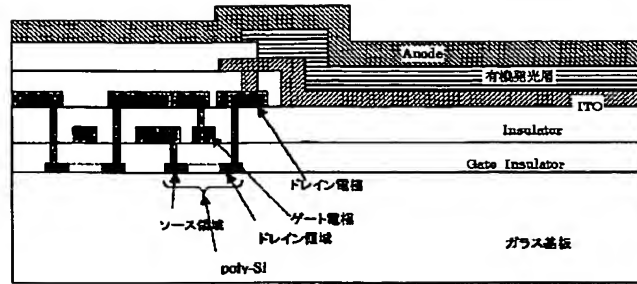 Anode
有機発光層
ITO
Insulator
Gate Insulator
ドレイン電極
ゲート電極
ソース領域
ドレイン領域
poly-Si
ガラス基板